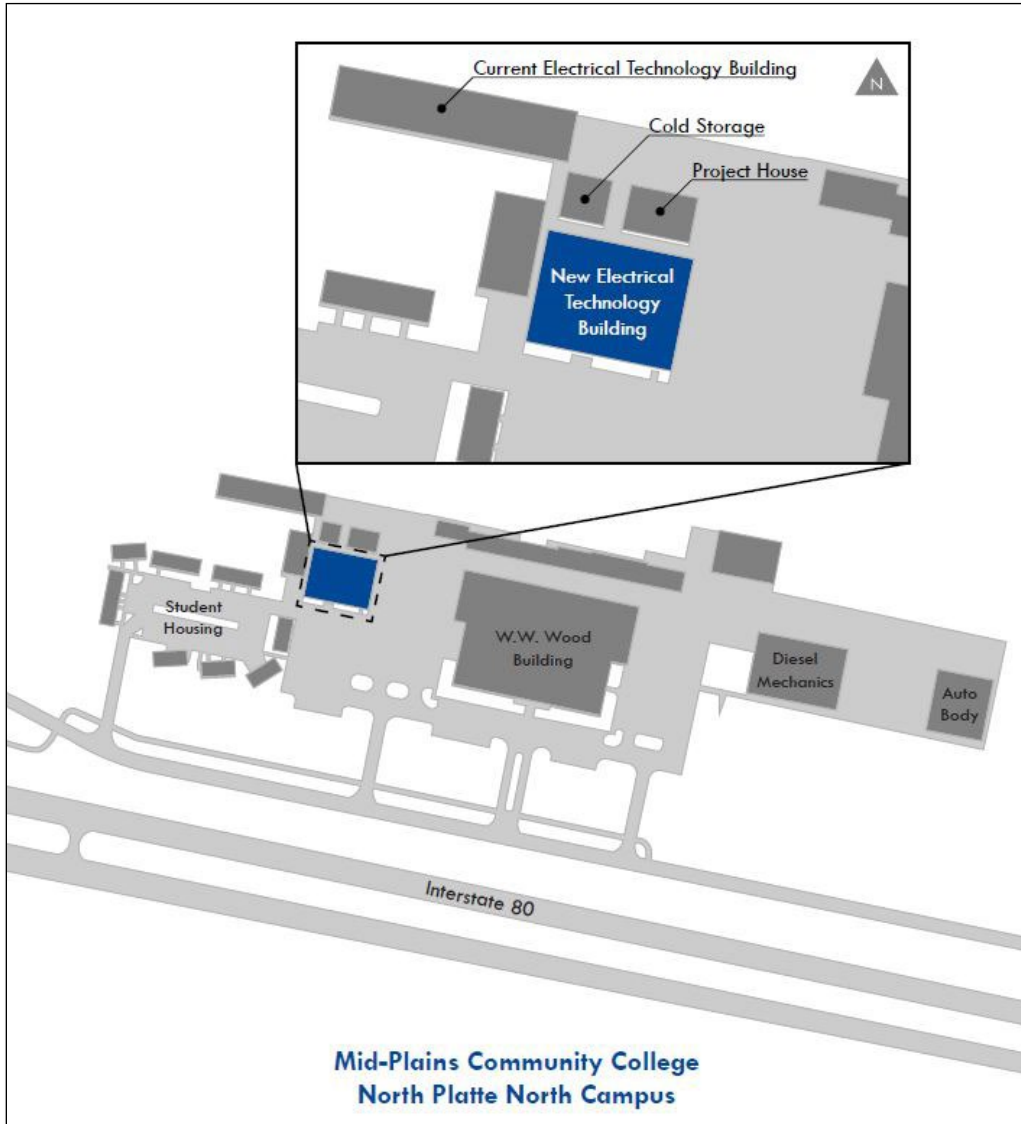 Current Electrical Technology Building
N
Cold Storage
Project House
New Electrical
Technology
Building
Student
Housing
W.W. Wood
Building
Diesel
Mechanics
Auto
Body
Interstate 80
Mid-Plains Community College
North Platte North Campus